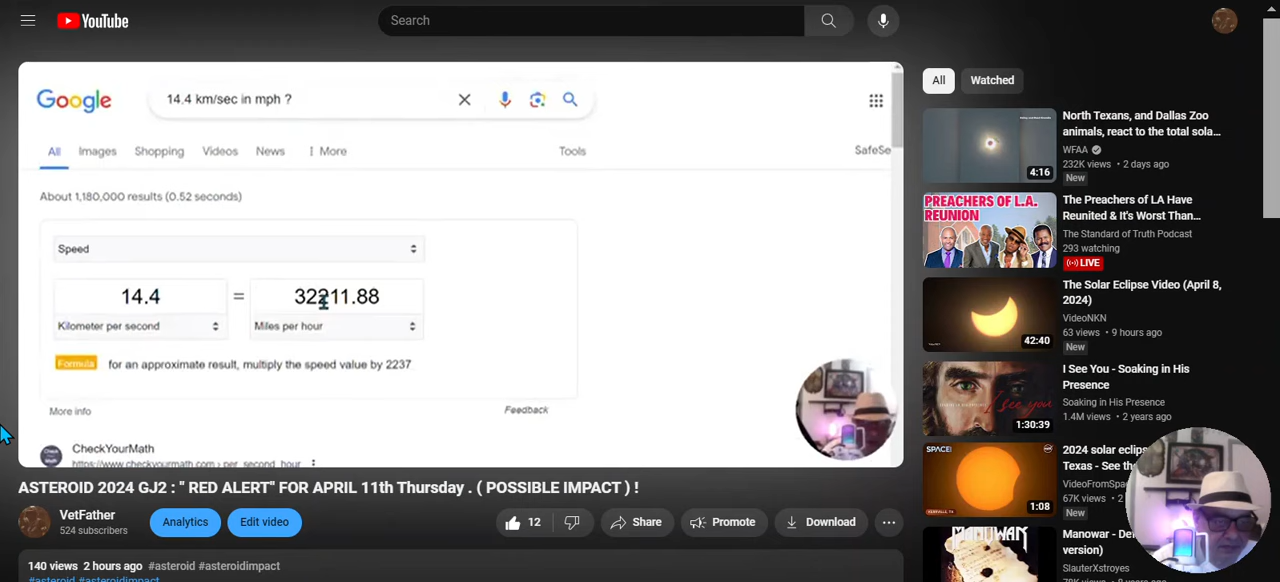 YouTube
Search
Google
14.4 km/sec in mph ?
All Images Shopping Videos News More Tools SafeSe
About 1,180,000 results (0.52 seconds)
Speed
14.4 = 32211.88
Kilometer per second Miles per hour
Formula for an approximate result, multiply the speed value by 2237
More info Feedback
CheckYourMath
https://www.checkyourmath.com › per_second_hour
ASTEROID 2024 GJ2 : " RED ALERT" FOR APRIL 11th Thursday . ( POSSIBLE IMPACT ) !
VetFather
524 subscribers
Analytics
Edit video
12
Share
Promote
Download
140 views 2 hours ago #asteroid #asteroidimpact
#asteroid #asteroidimpact
All Watched
4:16
North Texans, and Dallas Zoo
animals, react to the total sola...
WFAA
232K views • 2 days ago
New
PREACHERS OF L.A.
REUNION
The Preachers of LA Have
Reunited & It's Worst Than...
The Standard of Truth Podcast
293 watching
LIVE
42:40
The Solar Eclipse Video (April 8,
2024)
VideoNKN
63 views • 9 hours ago
New
I see you
1:30:39
I See You - Soaking in His
Presence
Soaking in His Presence
1.4M views • 2 years ago
SPACE
1:08
2024 solar eclips
Texas - See th
VideoFromSpa
67K views • 2
New
MANOWAR
Manowar - De
version)
SlauterXstroyes